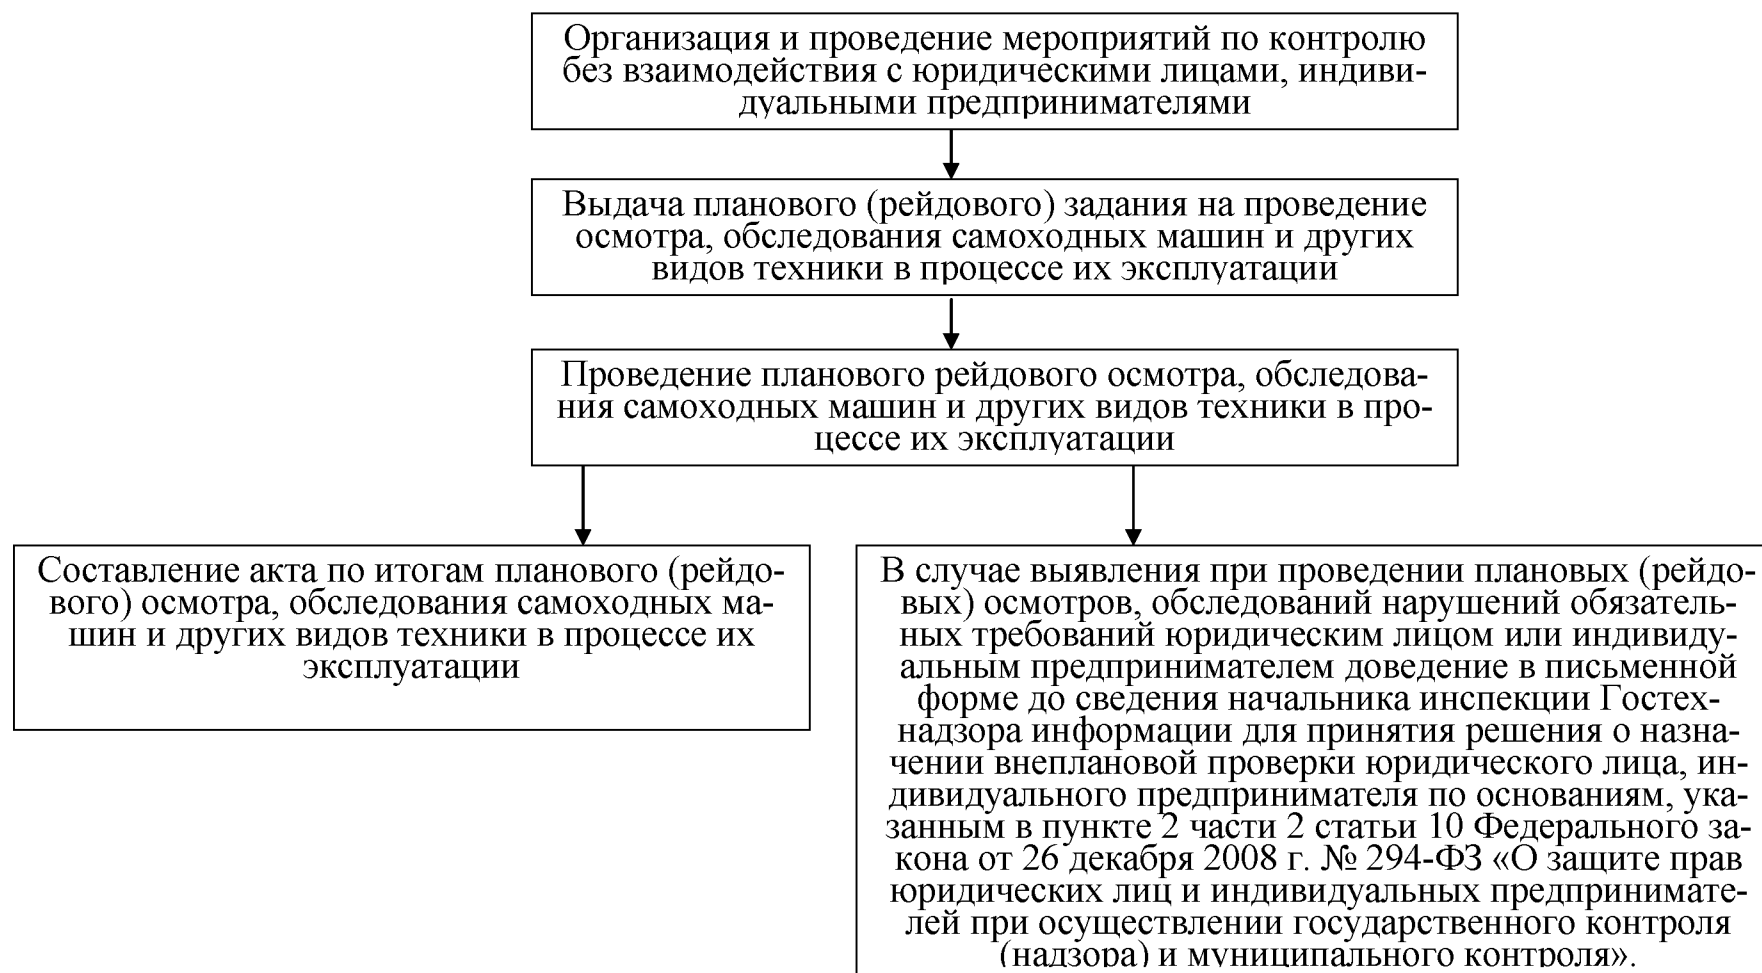 Организация и проведение мероприятий по контролю
без взаимодействия с юридическими лицами, индиви-
дуальными предпринимателями
Выдача планового (рейдового) задания на проведение
осмотра, обследования самоходных машин и других
видов техники в процессе их эксплуатации
Проведение планового рейдового осмотра, обследова-
ния самоходных машин и других видов техники в про-
цессе их эксплуатации
Составление акта по итогам планового (рейдо-
вого) осмотра, обследования самоходных ма-
шин и других видов техники в процессе их
эксплуатации
В случае выявления при проведении плановых (рейдо-
вых) осмотров, обследований нарушений обязатель-
ных требований юридическим лицом или индивиду-
альным предпринимателем доведение в письменной
форме до сведения начальника инспекции Гостех-
надзора информации для принятия решения о назна-
чении внеплановой проверки юридического лица, ин-
дивидуального предпринимателя по основаниям, ука-
занным в пункте 2 части 2 статьи 10 Федерального за-
кона от 26 декабря 2008 г. № 294-ФЗ «О защите прав
юридических лиц и индивидуальных предпринимате-
лей при осуществлении государственного контроля
(надзора) и муниципального контроля».